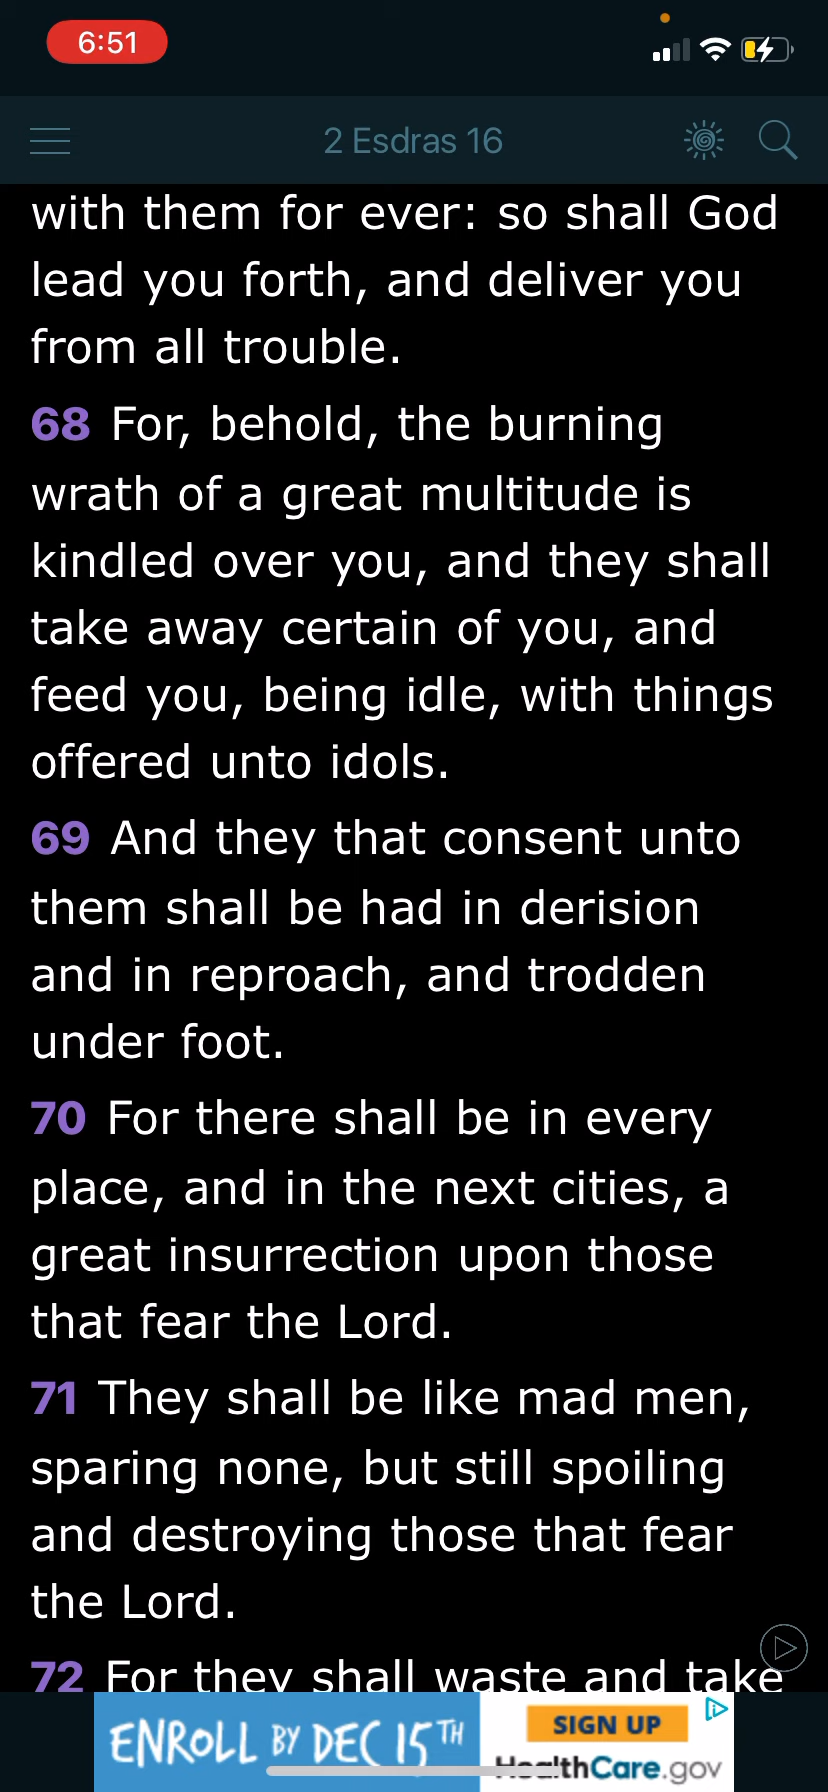 6:51
2 Esdras 16
with them for ever: so shall God
lead you forth, and deliver you
from all trouble.
68 For, behold, the burning
wrath of a great multitude is
kindled over you, and they shall
take away certain of you, and
feed you, being idle, with things
offered unto idols.
69 And they that consent unto
them shall be had in derision
and in reproach, and trodden
under foot.
70 For there shall be in every
place, and in the next cities, a
great insurrection upon those
that fear the Lord.
71 They shall be like mad men,
sparing none, but still spoiling
and destroying those that fear
the Lord.
72 For they shall waste and take
ENROLL BY DEC 15TH
SIGN UP
HealthCare.gov